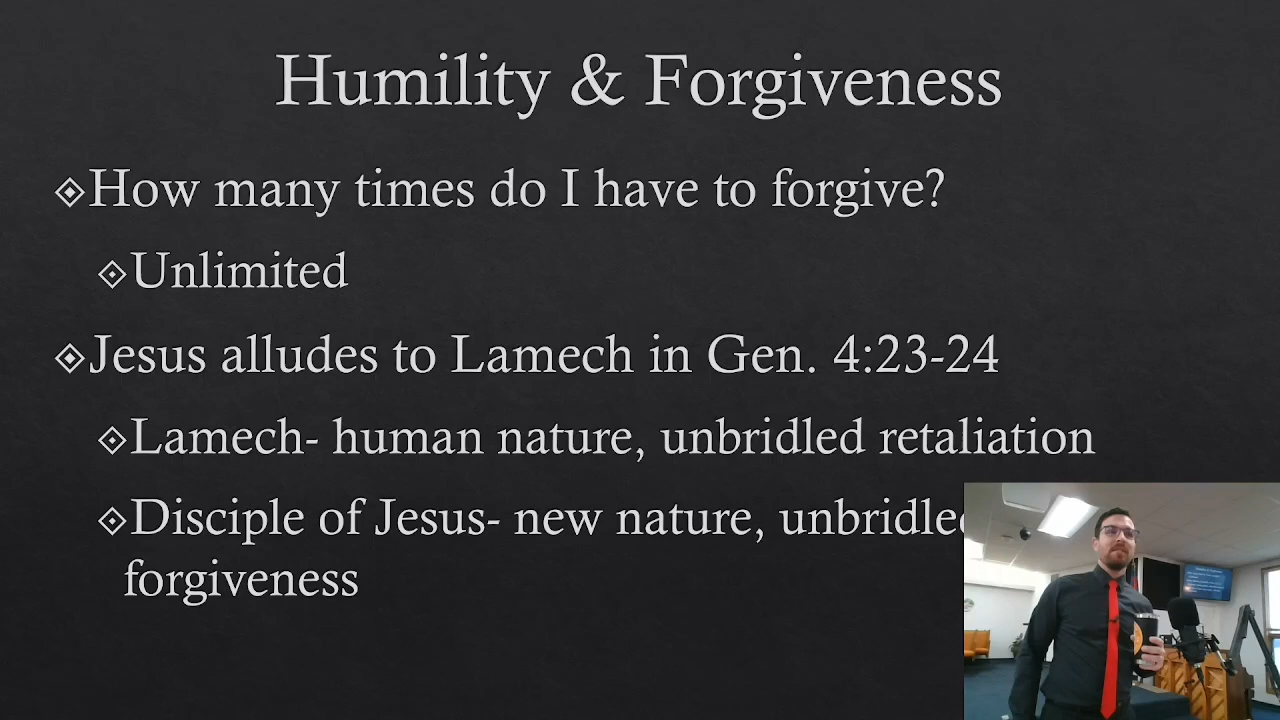 Humility & Forgiveness
How many times do I have to forgive?
Unlimited
Jesus alludes to Lamech in Gen. 4:23-24
Lamech- human nature, unbridled retaliation
Disciple of Jesus- new nature, unbridled
forgiveness